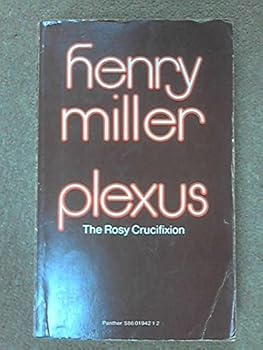 henry
miller
plexus
The Rosy Crucifixion
Panther 586 01942 1 2